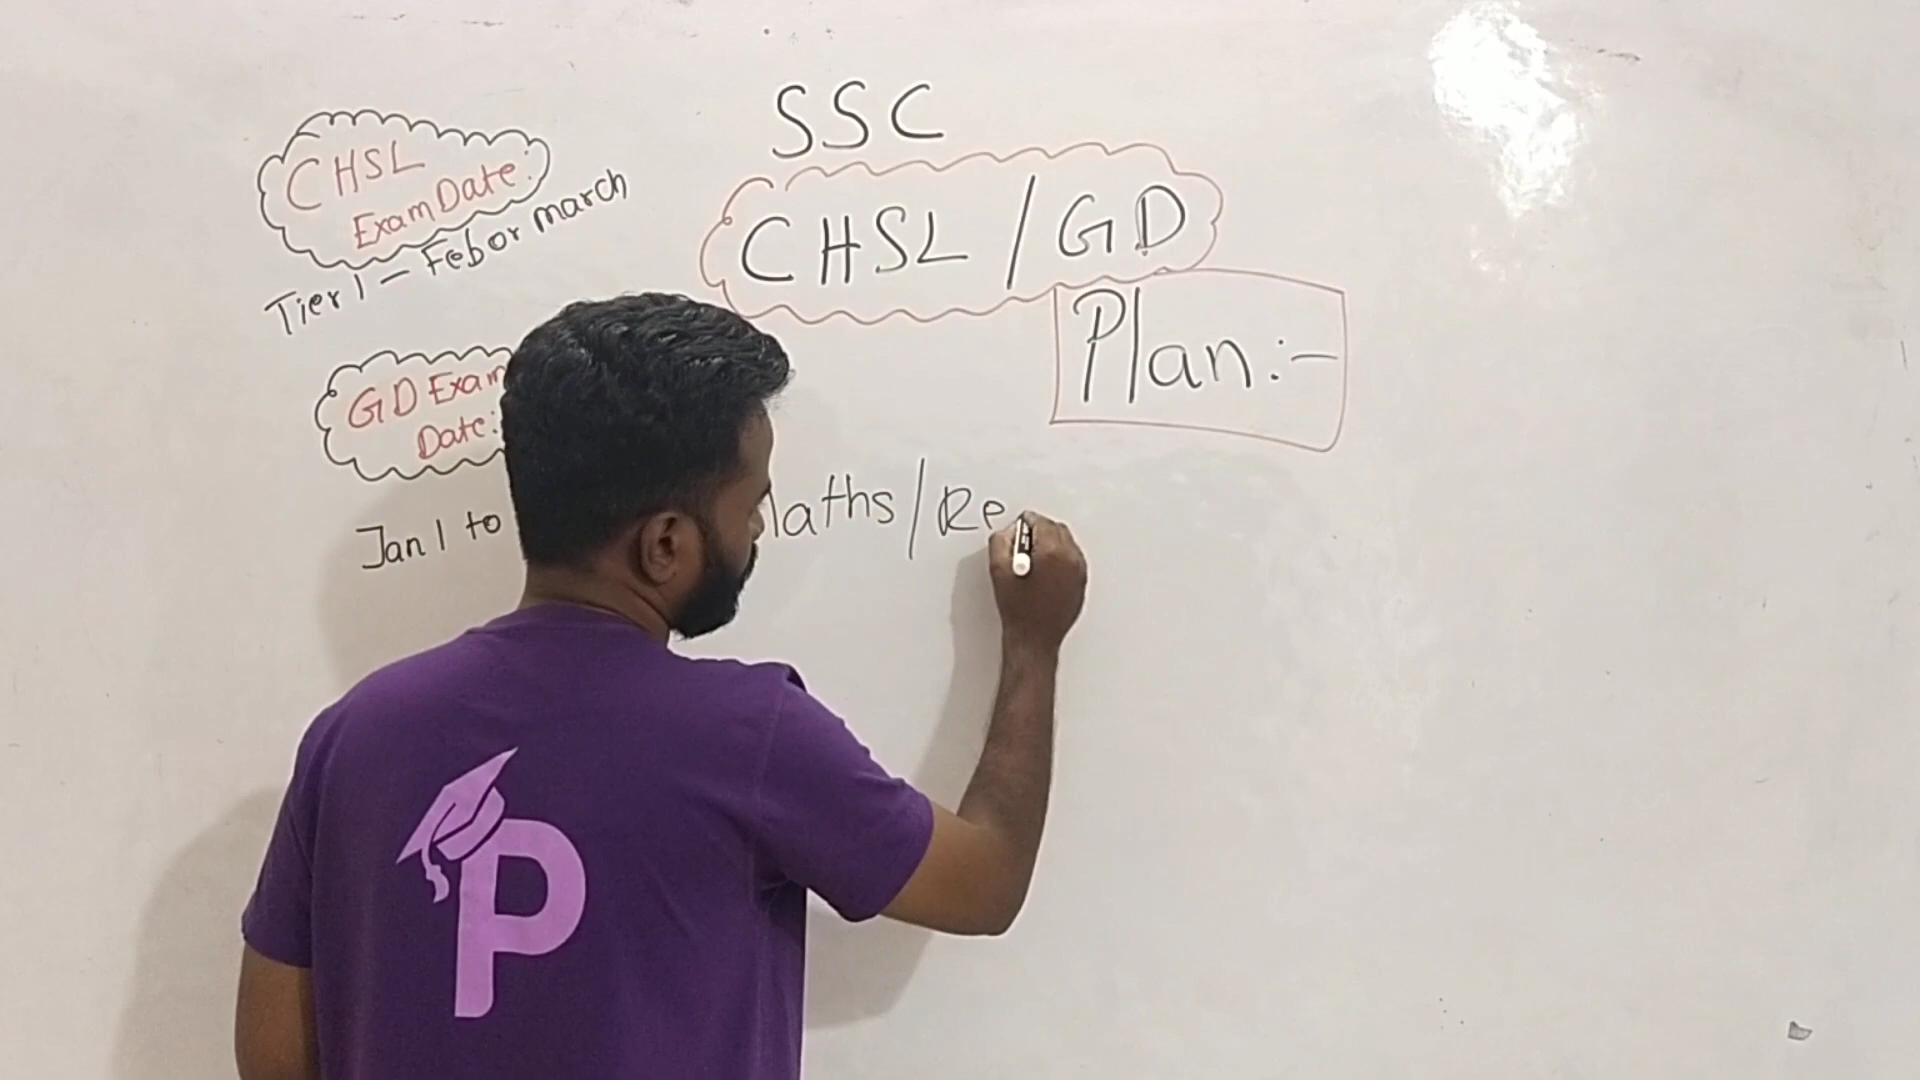 SSC
CHSL / GD
Plan:-
CHSL
Exam Date:
Tier 1 - Feb or march
GD Exam
Date:
Jan 1 to
Maths / Re
P